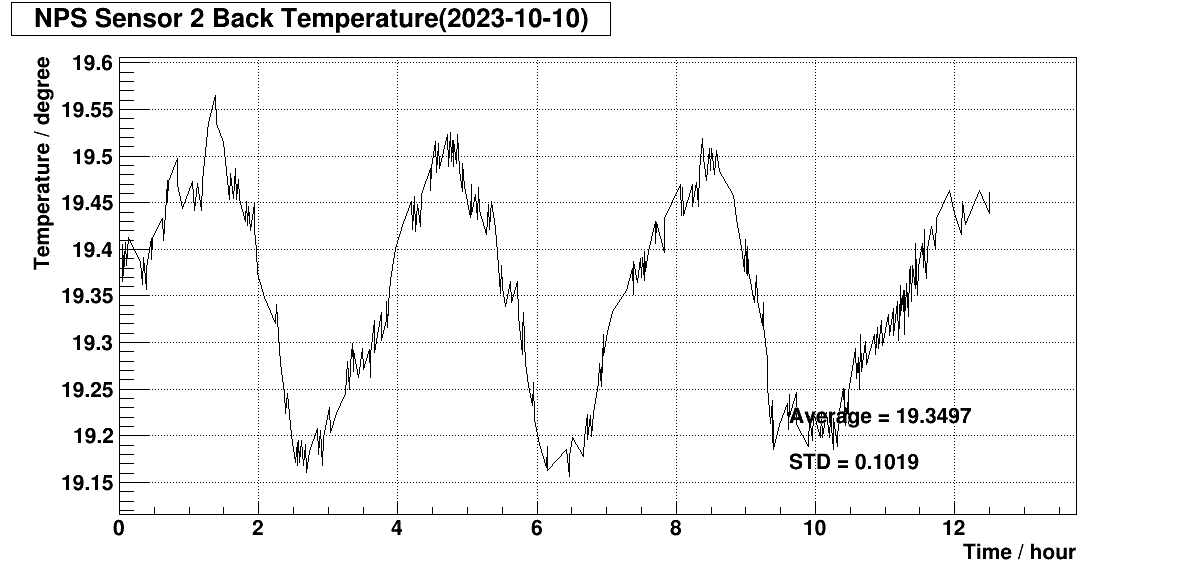 NPS Sensor 2 Back Temperature(2023-10-10)
Temperature / degree
19.6
19.55
19.5
19.45
19.4
19.35
19.3
19.25
19.2
19.15
Average = 19.3497
STD = 0.1019
0 2 4 6 8 10 12
Time / hour